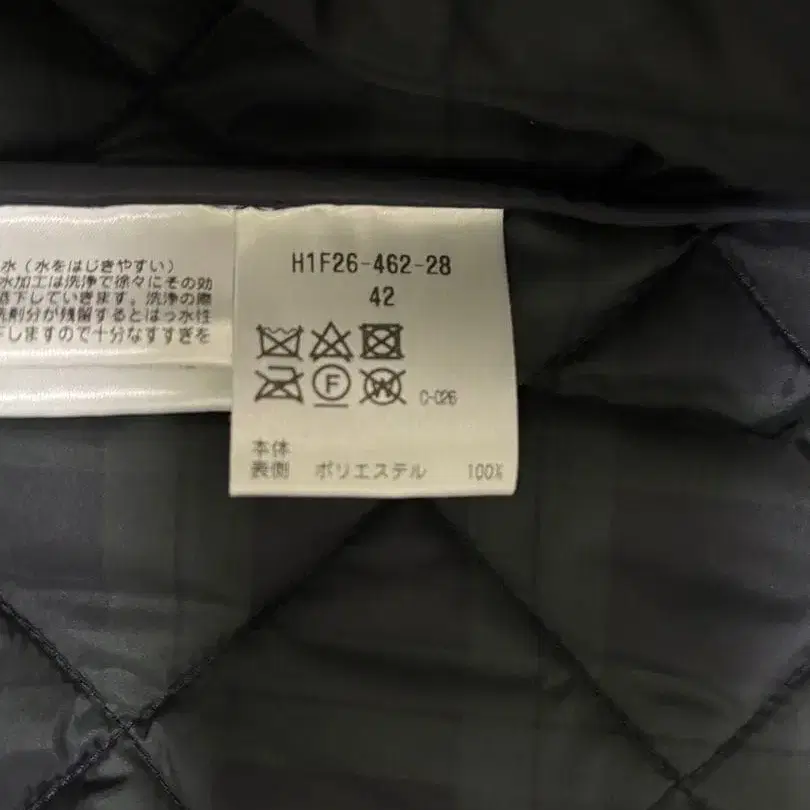 水（水をはじきやすい）
水加工は洗浄で徐々にその効
低下していきます。洗浄の際
洗剤分が残留するとはっ水性
下しますので十分なすすぎを
H1F26-462-28
42
F
W
C-026
本体
表側 ポリエステル 100%